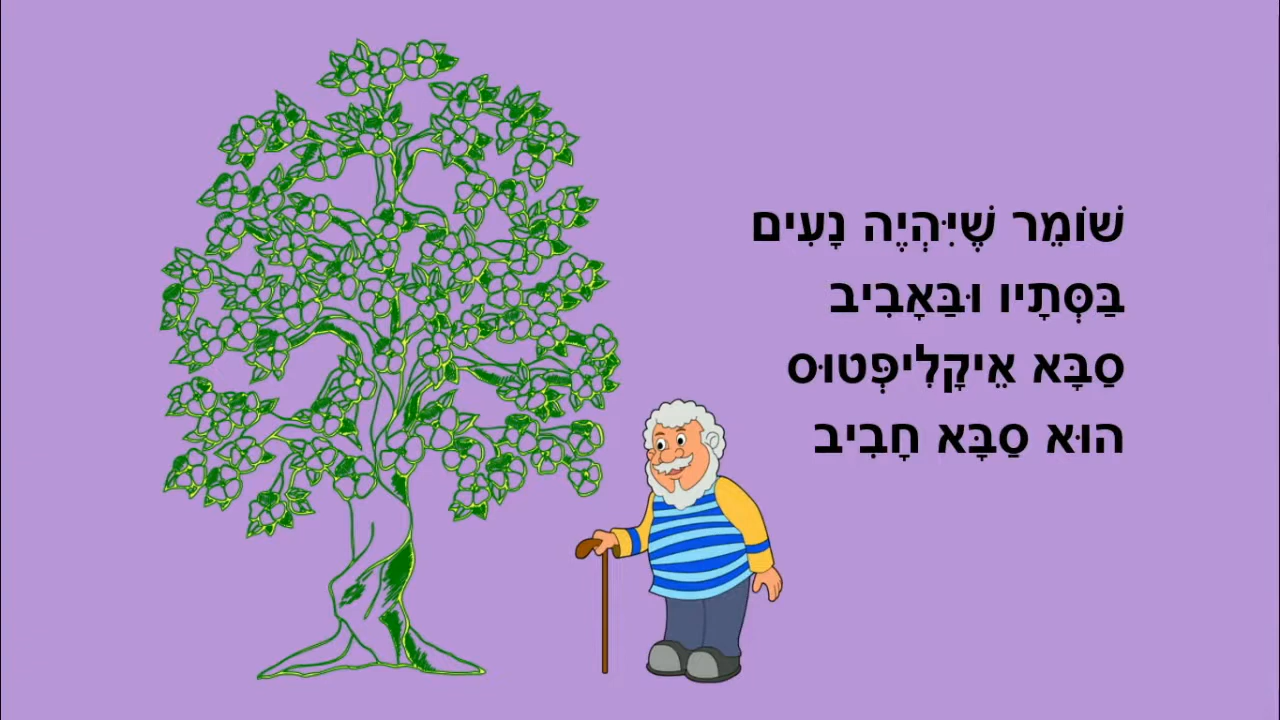 שׁוֹמֵר שֶׁיִּהְיֶה נָעִים
בַּסְּתָיו וּבַּאָבִיב
סַבָּא אֵיקָלִיפְּטוּס
הוּא סַבָּא חָבִיב